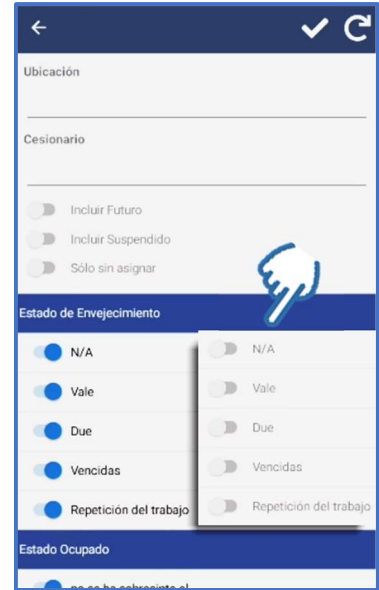 Ubicación
Cesionario
Incluir Futuro
Incluir Suspendido
Sólo sin asignar
Estado de Envejecimiento
N/A
Vale
Due
Vencidas
Repetición del trabajo
N/A
Vale
Due
Vencidas
Repetición del trabajo
Estado Ocupado